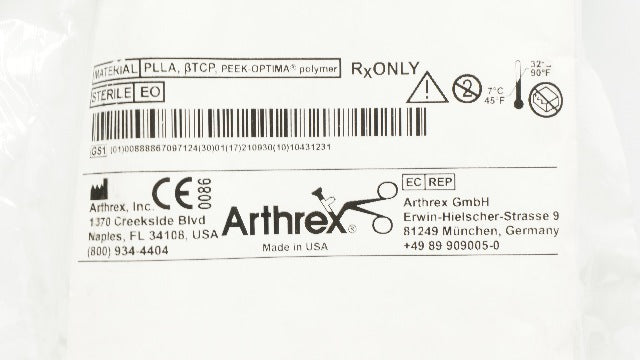 MATERIAL PLLA, βTCP, PEEK-OPTIMA® polymer
RxONLY
STERILE EO
2
32°C
90°F
7°C
45°F
GS1 (01)00888867097124(30)01(17)210930(10)10431231
CE 0086
Arthrex, Inc.
1370 Creekside Blvd
Naples, FL 34108, USA
(800) 934-4404
Arthrex®
Made in USA
EC REP
Arthrex GmbH
Erwin-Hielscher-Strasse 9
81249 München, Germany
+49 89 909005-0